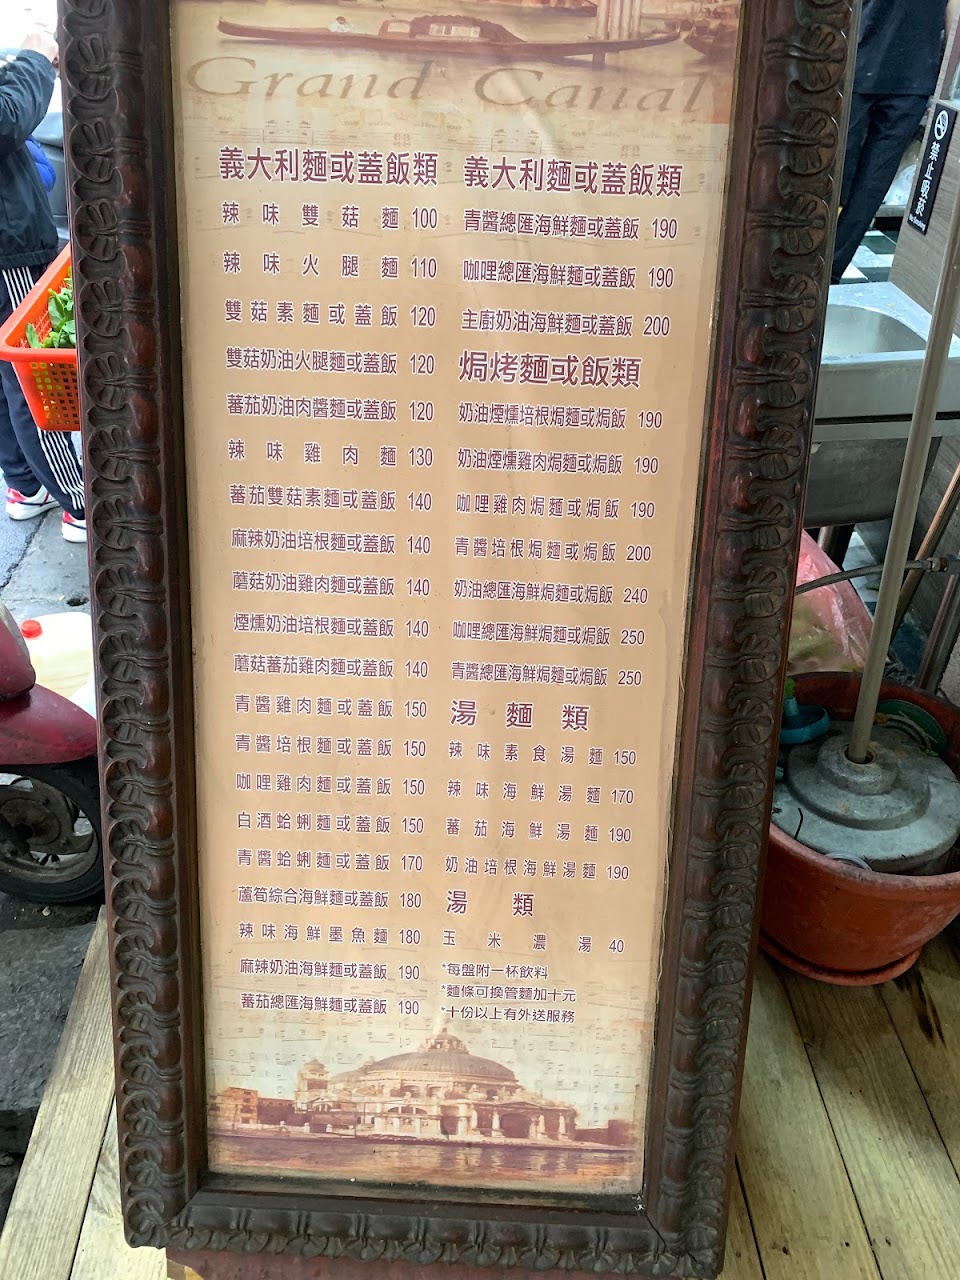 Grand Canal
義大利麵或蓋飯類
辣味雙菇麵 100
辣味火腿麵 110
雙菇素麵或蓋飯 120
雙菇奶油火腿麵或蓋飯 120
蕃茄奶油肉醬麵或蓋飯 120
辣味雞肉麵 130
蕃茄雙菇素麵或蓋飯 140
麻辣奶油培根麵或蓋飯 140
蘑菇奶油雞肉麵或蓋飯 140
煙燻奶油培根麵或蓋飯 140
蘑菇蕃茄雞肉麵或蓋飯 140
青醬雞肉麵或蓋飯 150
青醬培根麵或蓋飯 150
咖哩雞肉麵或蓋飯 150
白酒蛤蜊麵或蓋飯 150
青醬蛤蜊麵或蓋飯 170
蘆筍綜合海鮮麵或蓋飯 180
辣味海鮮墨魚麵 180
麻辣奶油海鮮麵或蓋飯 190
蕃茄總匯海鮮麵或蓋飯 190
義大利麵或蓋飯類
青醬總匯海鮮麵或蓋飯 190
咖哩總匯海鮮麵或蓋飯 190
主廚奶油海鮮麵或蓋飯 200
焗烤麵或飯類
奶油煙燻培根焗麵或焗飯 190
奶油煙燻雞肉焗麵或焗飯 190
咖哩雞肉焗麵或焗飯 190
青醬培根焗麵或焗飯 200
奶油總匯海鮮焗麵或焗飯 240
咖哩總匯海鮮焗麵或焗飯 250
青醬總匯海鮮焗麵或焗飯 250
湯麵類
辣味素食湯麵 150
辣味海鮮湯麵 170
蕃茄海鮮湯麵 190
奶油培根海鮮湯麵 190
湯類
玉米濃湯 40
*每盤附一杯飲料
*麵條可換管麵加十元
*十份以上有外送服務
禁止吸菸